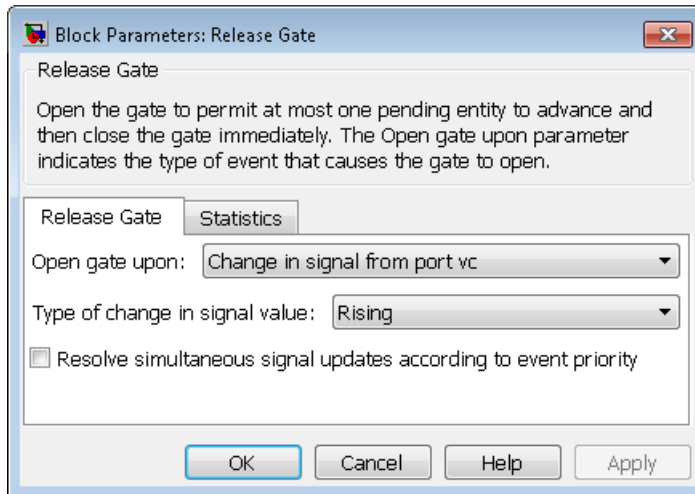 Block Parameters: Release Gate
Release Gate
Open the gate to permit at most one pending entity to advance and
then close the gate immediately. The Open gate upon parameter
indicates the type of event that causes the gate to open.
Release Gate Statistics
Open gate upon: Change in signal from port vc
Type of change in signal value: Rising
Resolve simultaneous signal updates according to event priority
OK Cancel Help Apply